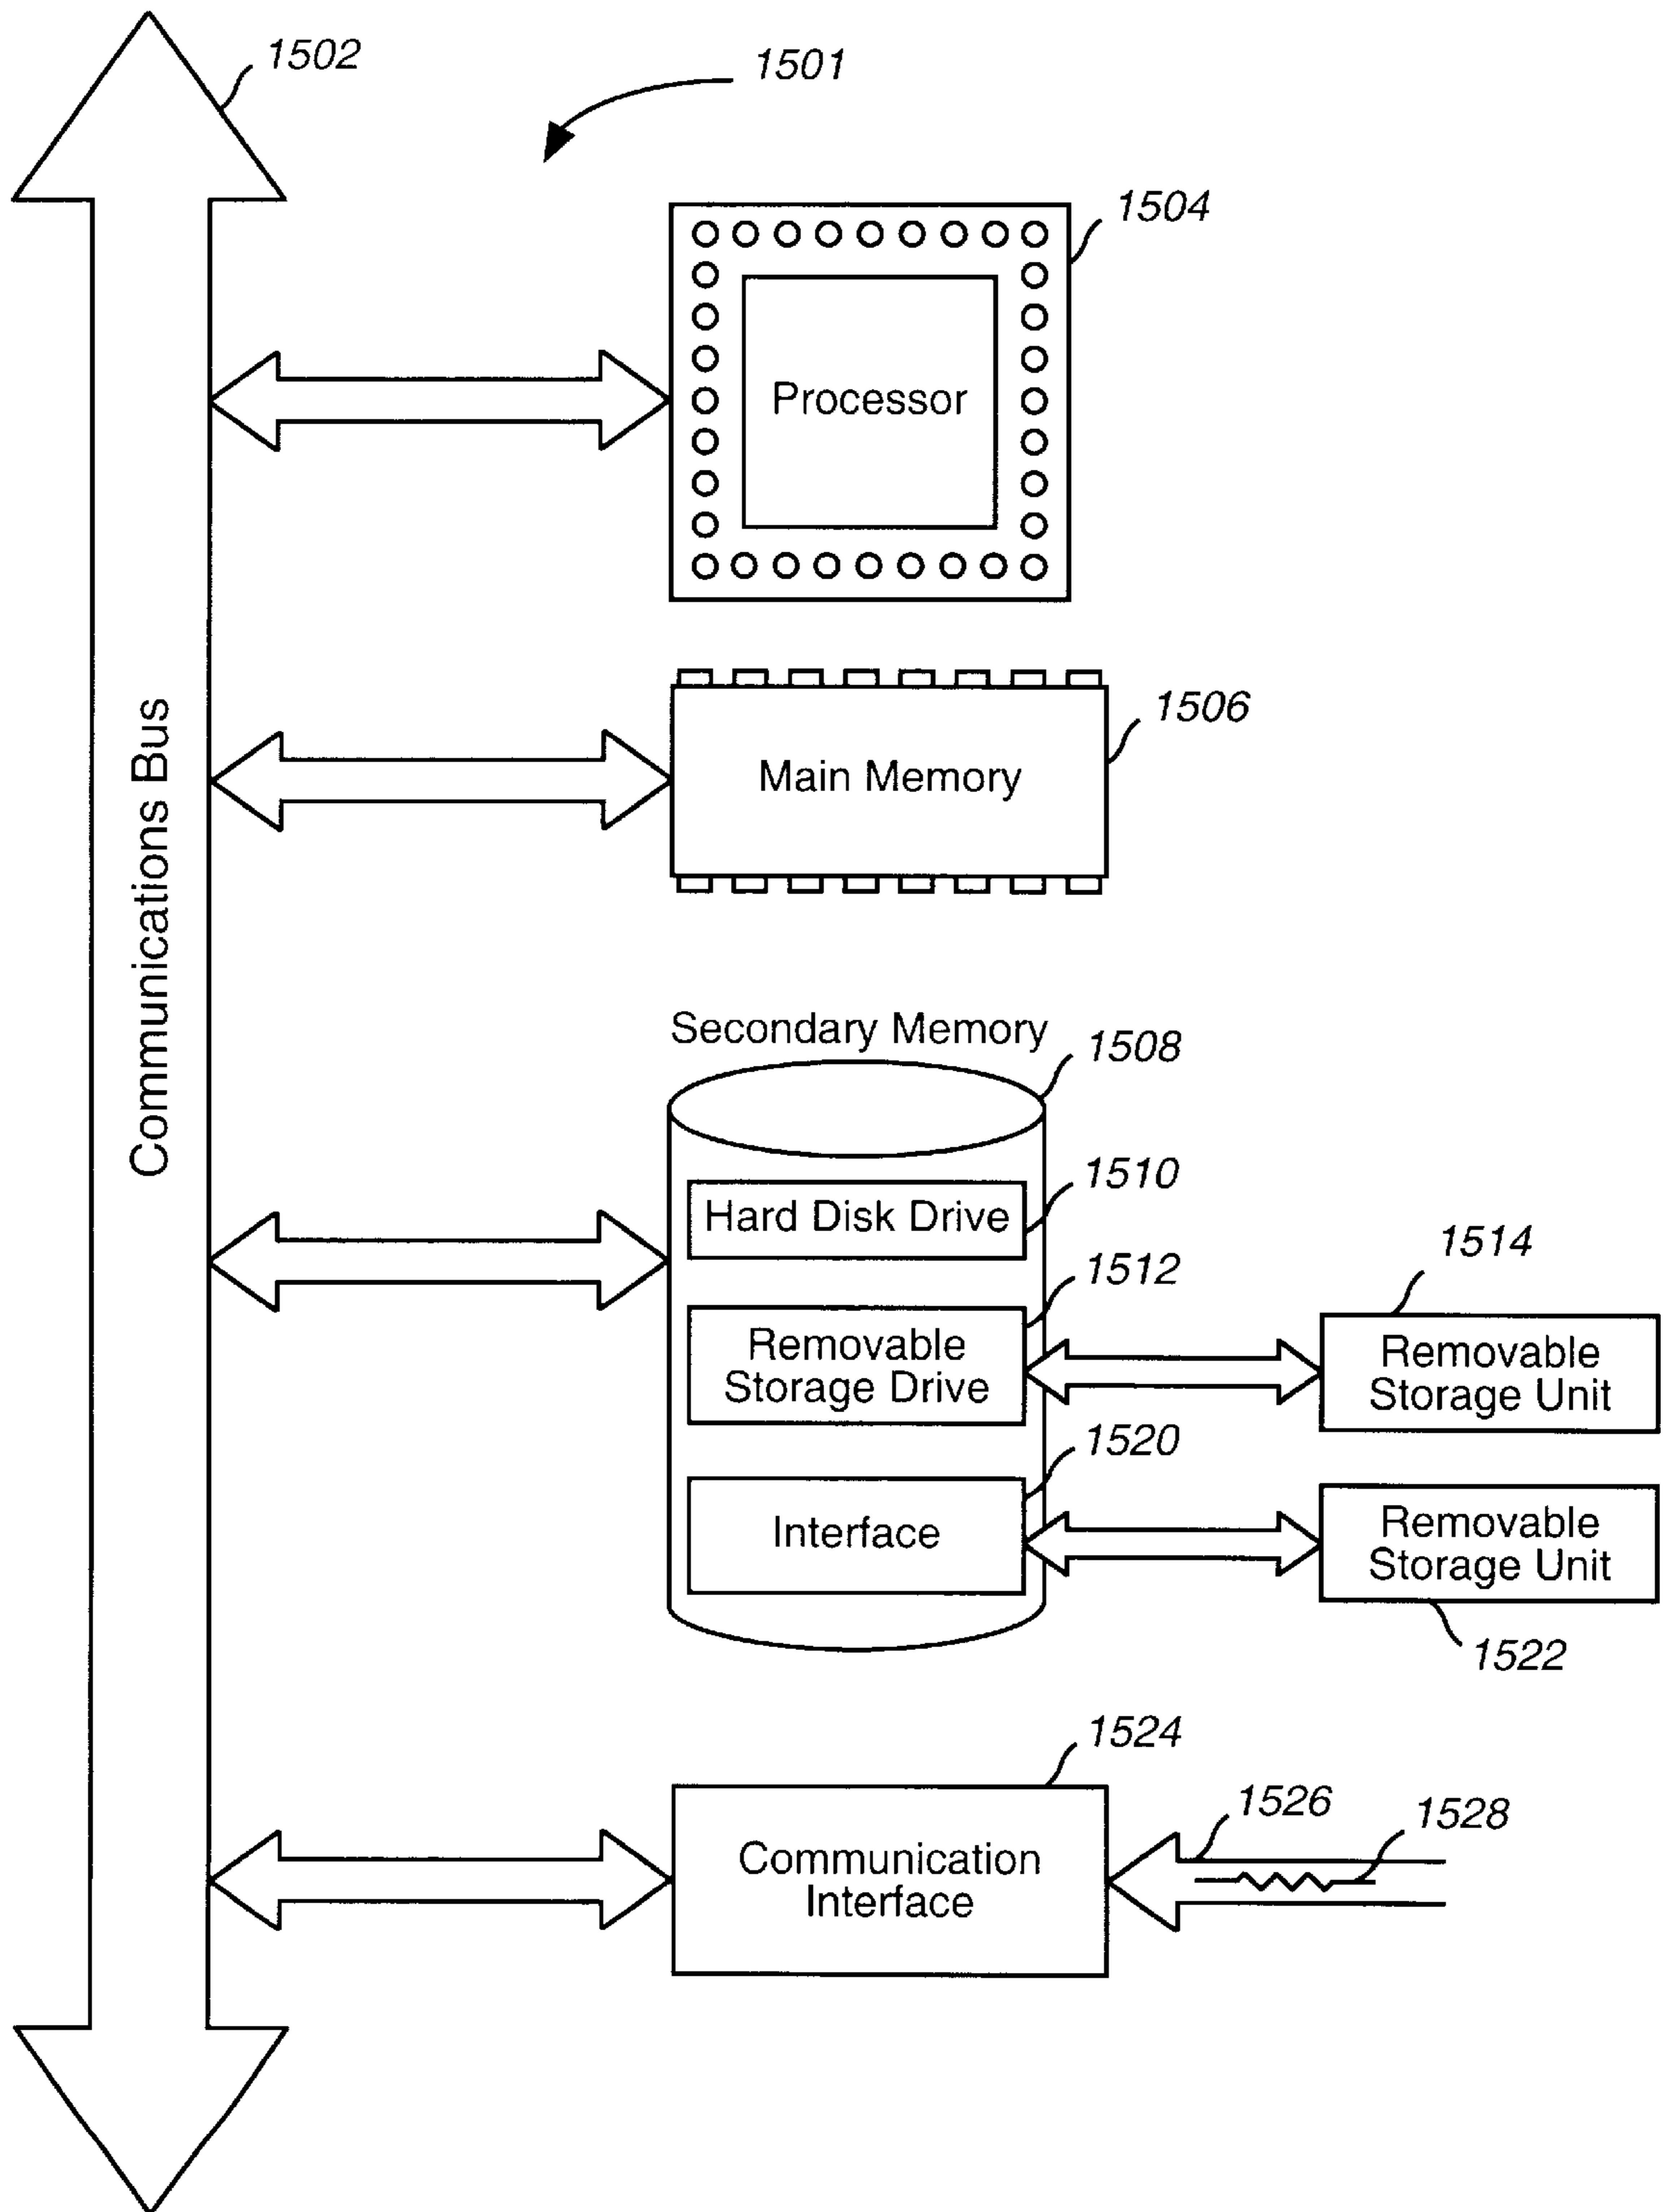 1502
1501
1504
Processor
1506
Main Memory
Communications Bus
Secondary Memory
1508
1510
Hard Disk Drive
1512
1514
Removable
Storage Drive
Removable
Storage Unit
1520
Interface
Removable
Storage Unit
1522
1524
1526
1528
Communication
Interface